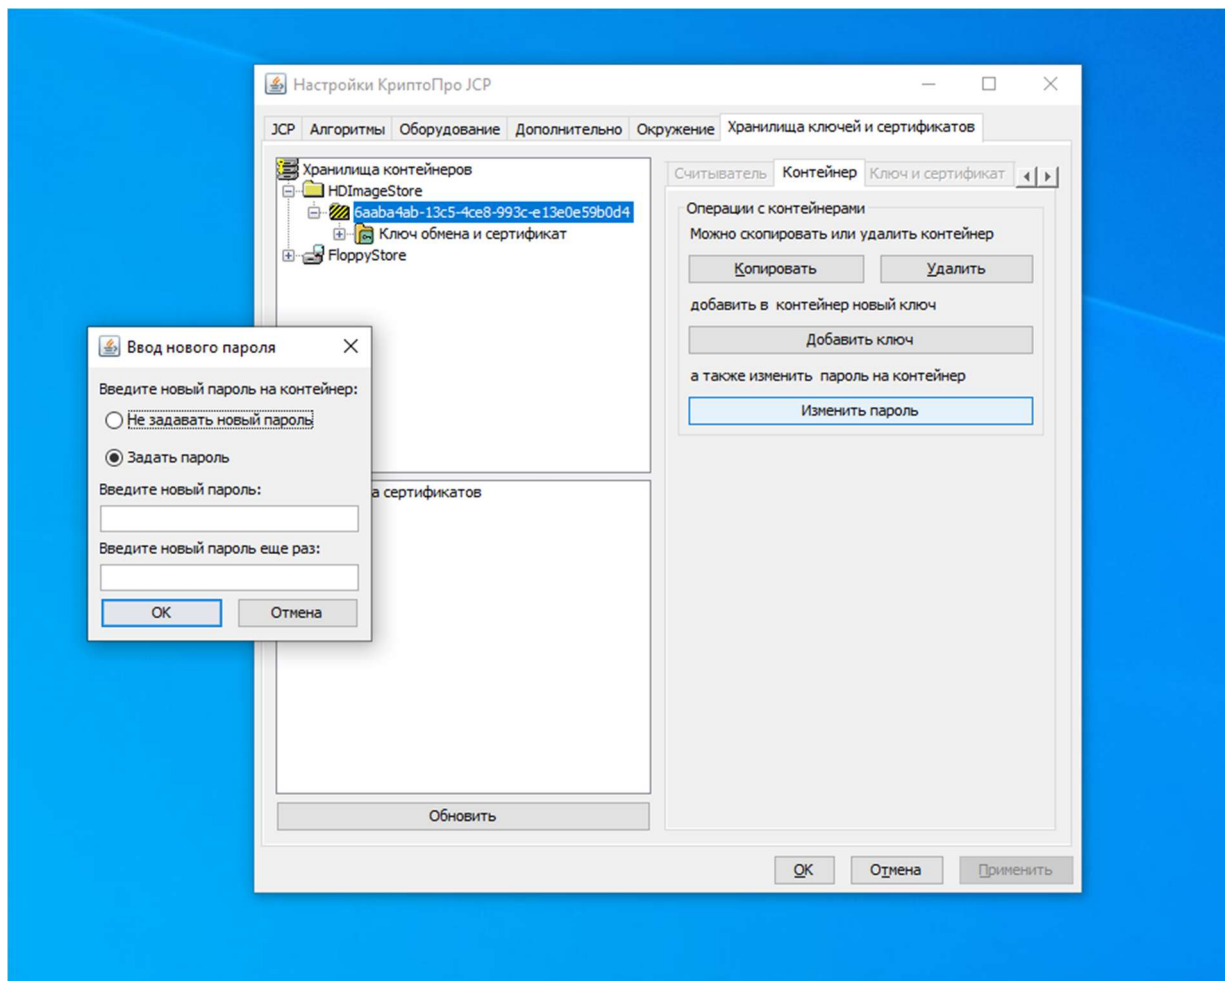 Настройки КриптоПро JCP
JCP Алгоритмы Оборудование Дополнительно Окружение Хранилища ключей и сертификатов
Хранилища контейнеров
HDImageStore
6aaba4ab-13c5-4ce8-993c-e13e0e59b0d4
Ключ обмена и сертификат
FloppyStore
Считыватель Контейнер Ключ и сертификат
Операции с контейнерами
Можно скопировать или удалить контейнер
Копировать Удалить
добавить в контейнер новый ключ
Добавить ключ
а также изменить пароль на контейнер
Изменить пароль
Ввод нового пароля
Введите новый пароль на контейнер:
Не задавать новый пароль
Задать пароль
Введите новый пароль:
Введите новый пароль еще раз:
OK Отмена
а сертификатов
Обновить
OK Отмена Применить